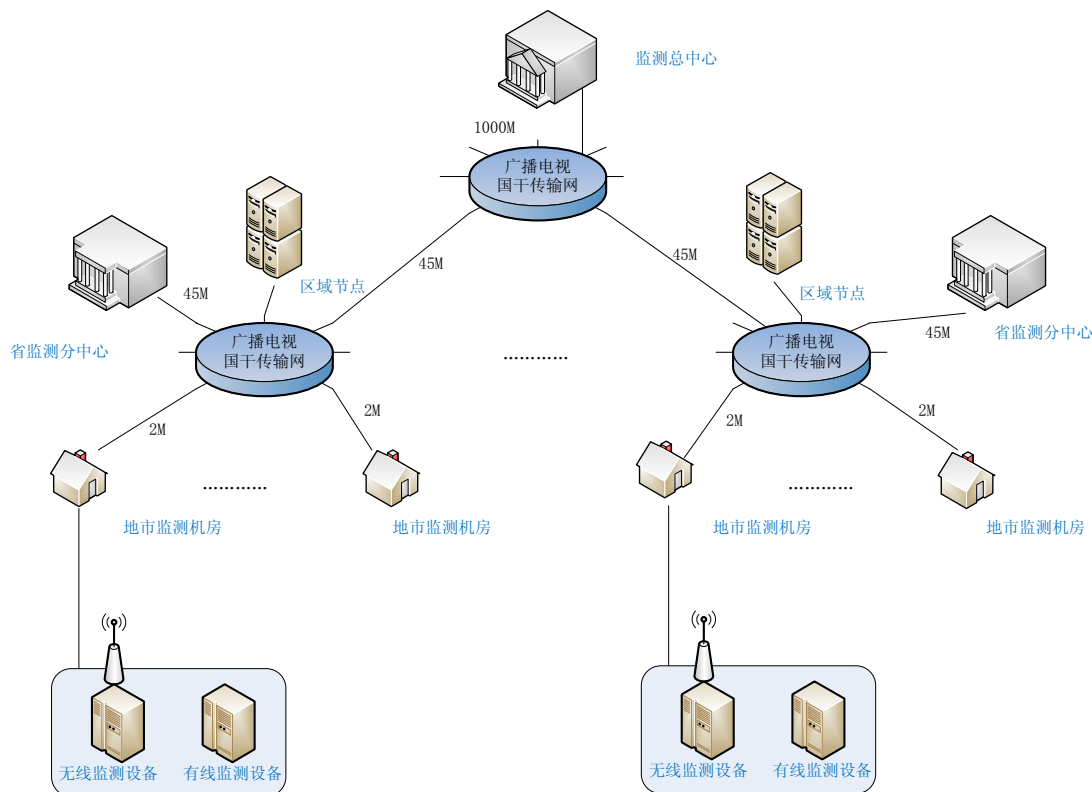 监测总中心
1000M
广播电视
国干传输网
45M
45M
区域节点
区域节点
45M
45M
省监测分中心
省监测分中心
广播电视
国干传输网
…………
广播电视
国干传输网
2M
2M
2M
2M
…………
…………
地市监测机房
地市监测机房
地市监测机房
地市监测机房
无线监测设备
有线监测设备
无线监测设备
有线监测设备